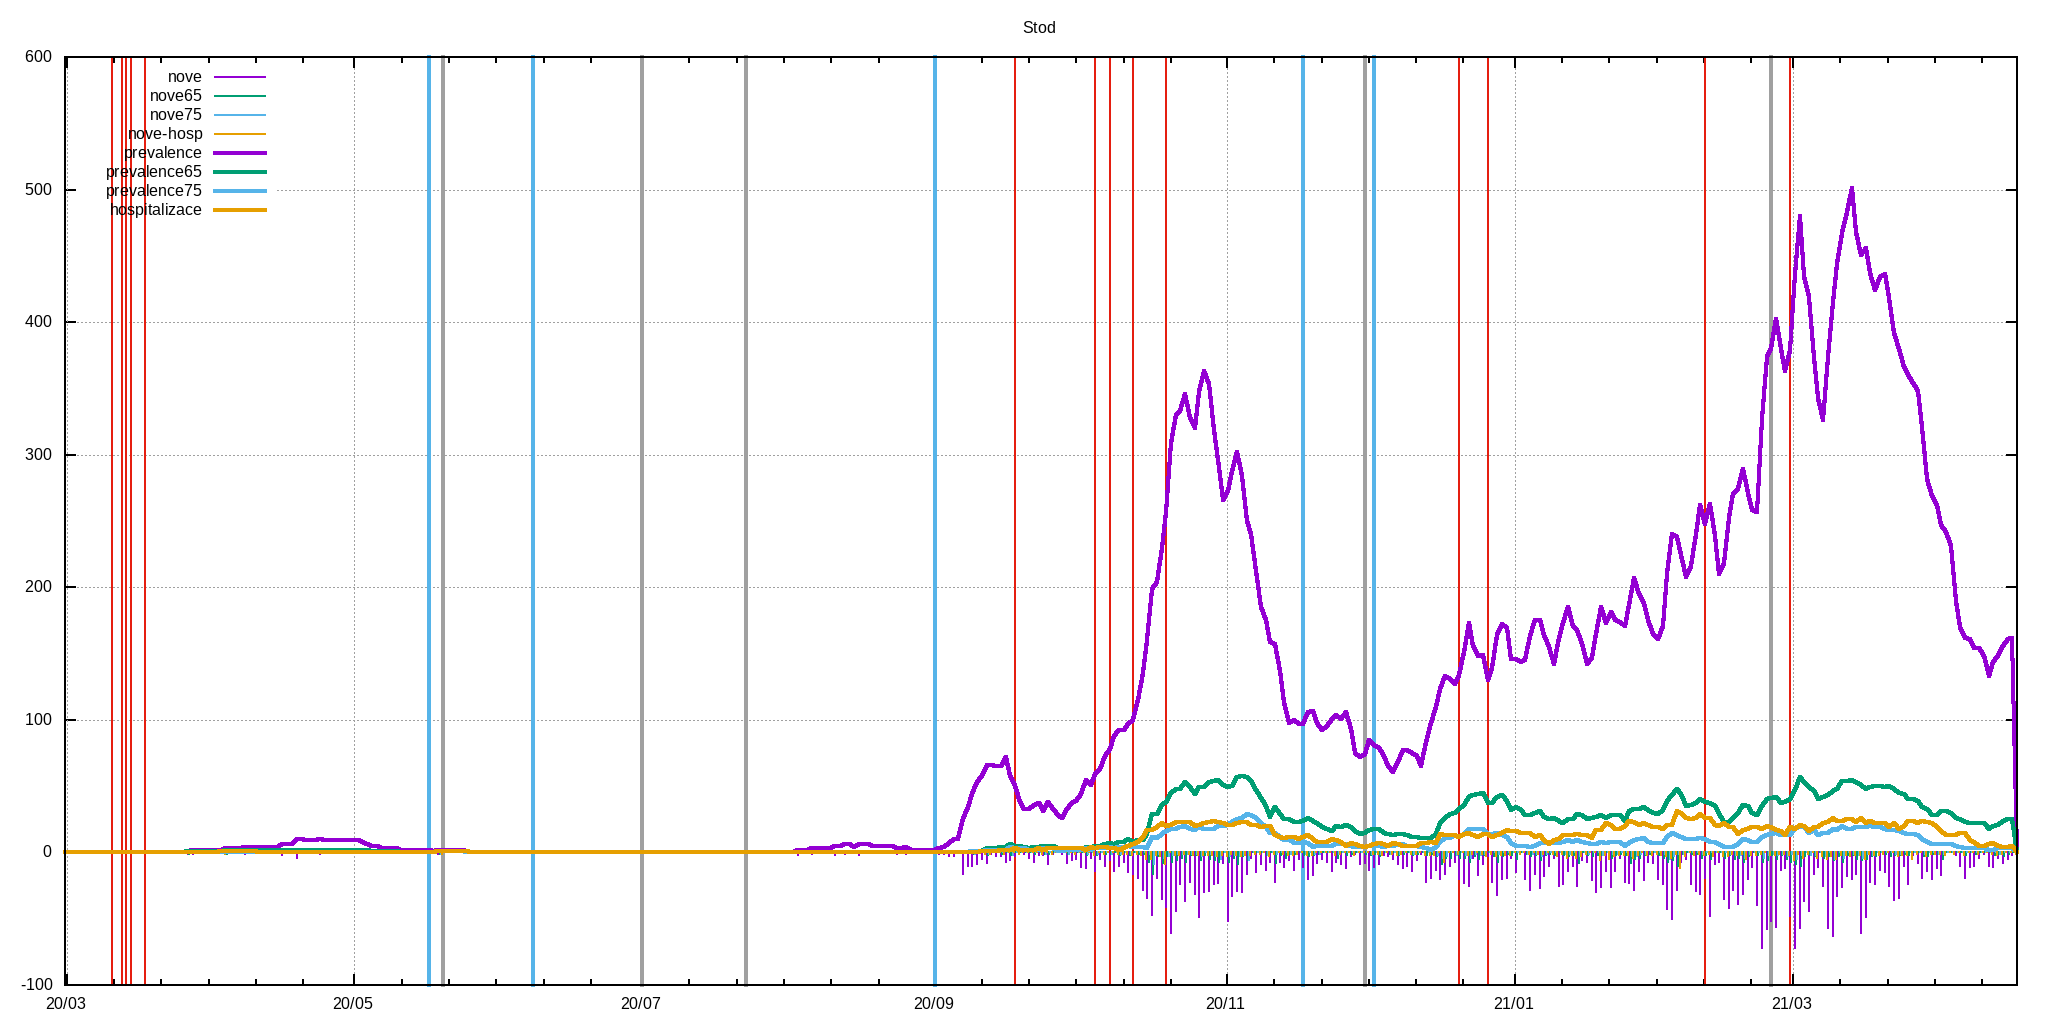 Stod
600
nove
nove65
nove75
nove-hosp
prevalence
prevalence65
prevalence75
hospitalizace
500
400
300
200
100
0
-100
20/03 20/05 20/07 20/09 20/11 21/01 21/03